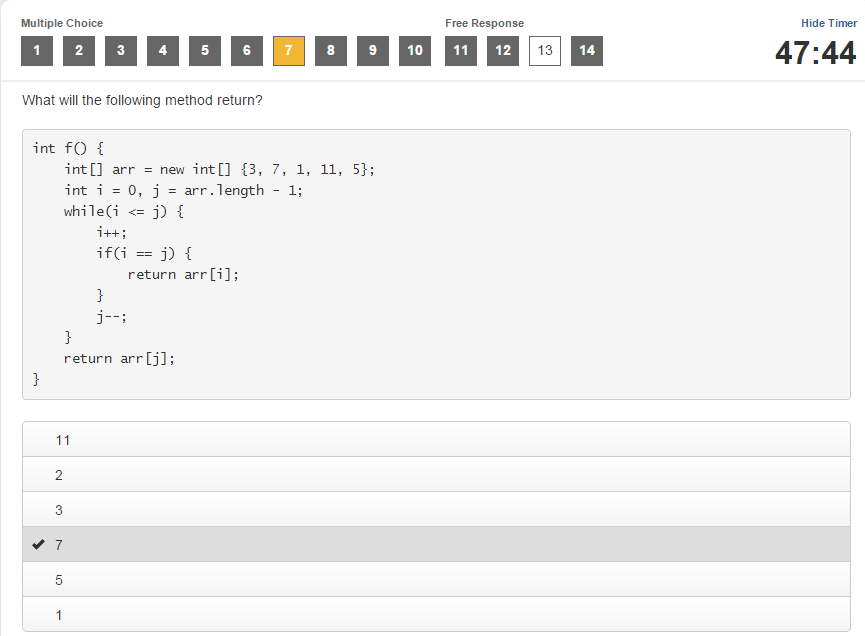 Multiple Choice
Free Response
Hide Timer
1 2 3 4 5 6 7 8 9 10 11 12 13 14
47:44
What will the following method return?
int f() {
    int[] arr = new int[] {3, 7, 1, 11, 5};
    int i = 0, j = arr.length - 1;
    while(i <= j) {
        i++;
        if(i == j) {
            return arr[i];
        }
        j--;
    }
    return arr[j];
}
11
2
3
✔ 7
5
1